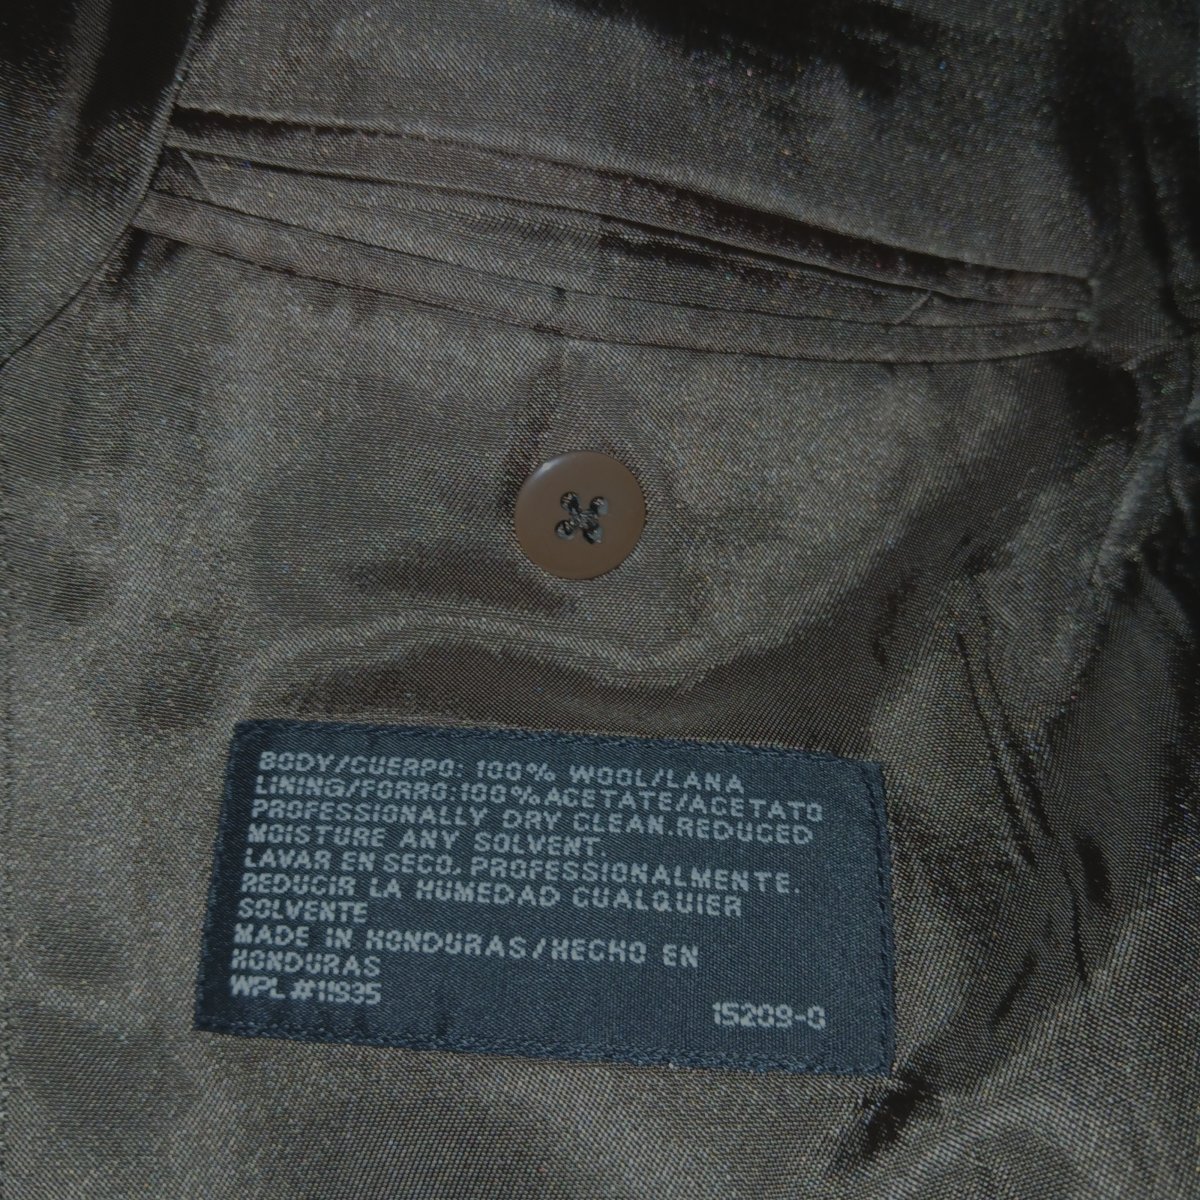 BODY/CUERPO: 100% WOOL/LANA
LINING/FORRO:100%ACETATE/ACETATO
PROFESSIONALLY DRY CLEAN.REDUCED
MOISTURE ANY SOLVENT.
LAVAR EN SECO. PROFESSIONALMENTE.
REDUCIR LA HUMEDAD CUALQUIER
SOLVENTE
MADE IN HONDURAS/HECHO EN
HONDURAS
WPL #11935
15209-G